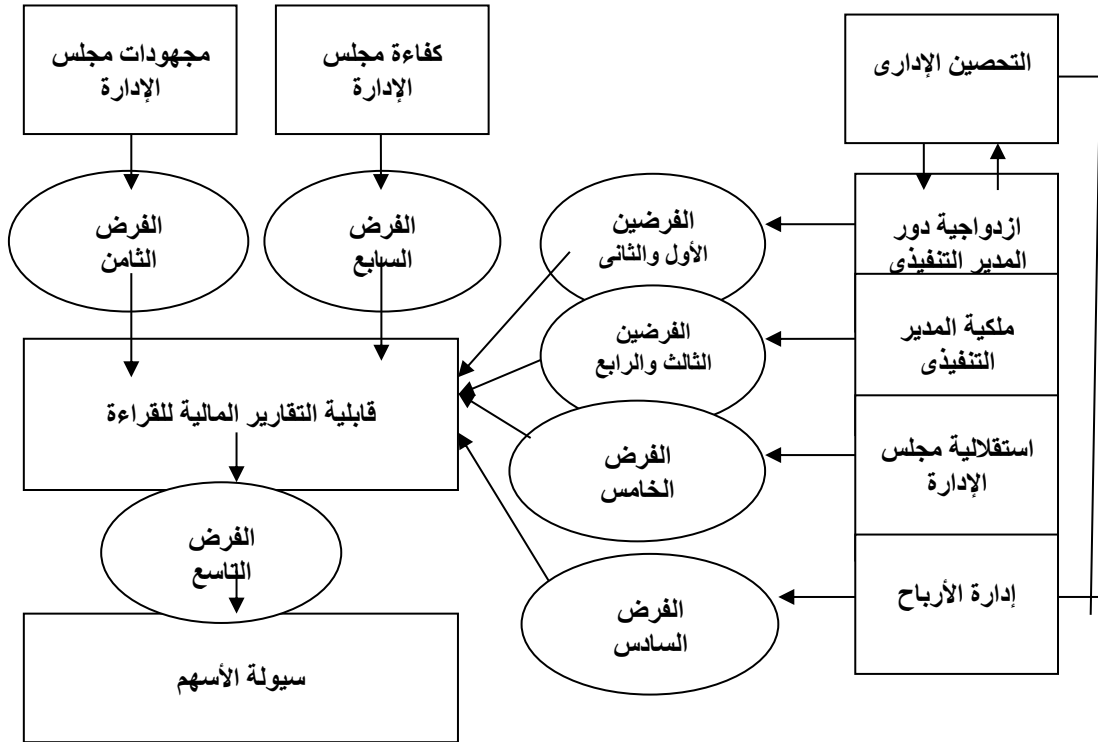 التحصين الإدارى
كفاءة مجلس
الإدارة
مجهودات مجلس
الإدارة
ازدواجية دور
المدير التنفيذى
الفرضين
الأول والثانى
الفرض
السابع
الفرض
الثامن
ملكية المدير
التنفيذى
الفرضين
الثالث والرابع
قابلية التقارير المالية للقراءة
استقلالية مجلس
الإدارة
الفرض
الخامس
الفرض
التاسع
إدارة الأرباح
الفرض
السادس
سيولة الأسهم